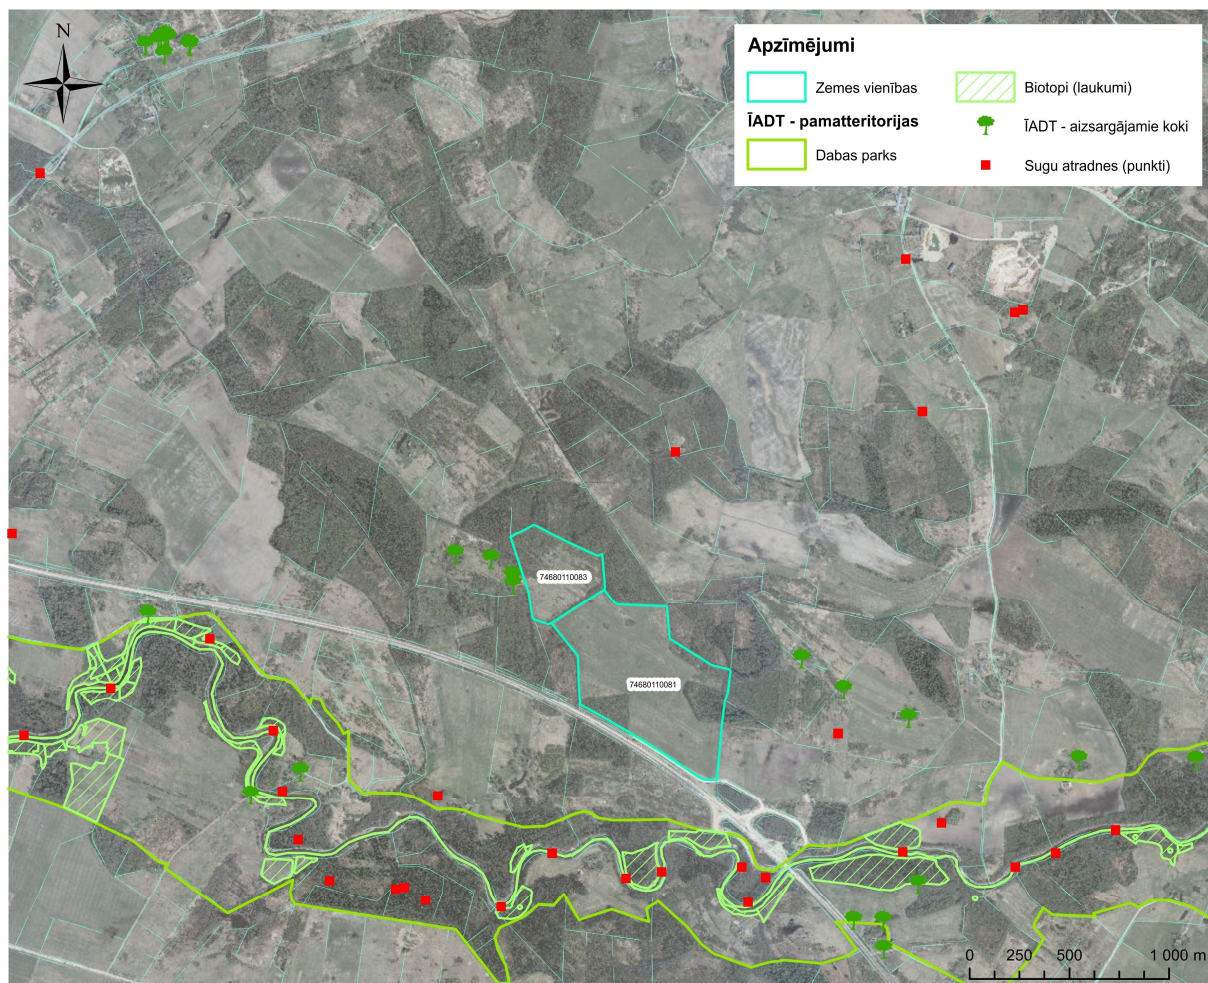 N
Apzīmējumi
Zemes vienības
ĪADT - pamatteritorijas
Dabas parks
Biotopi (laukumi)
ĪADT - aizsargājamie koki
Sugu atradnes (punkti)
74680110083
74680110081
0 250 500 1 000 m